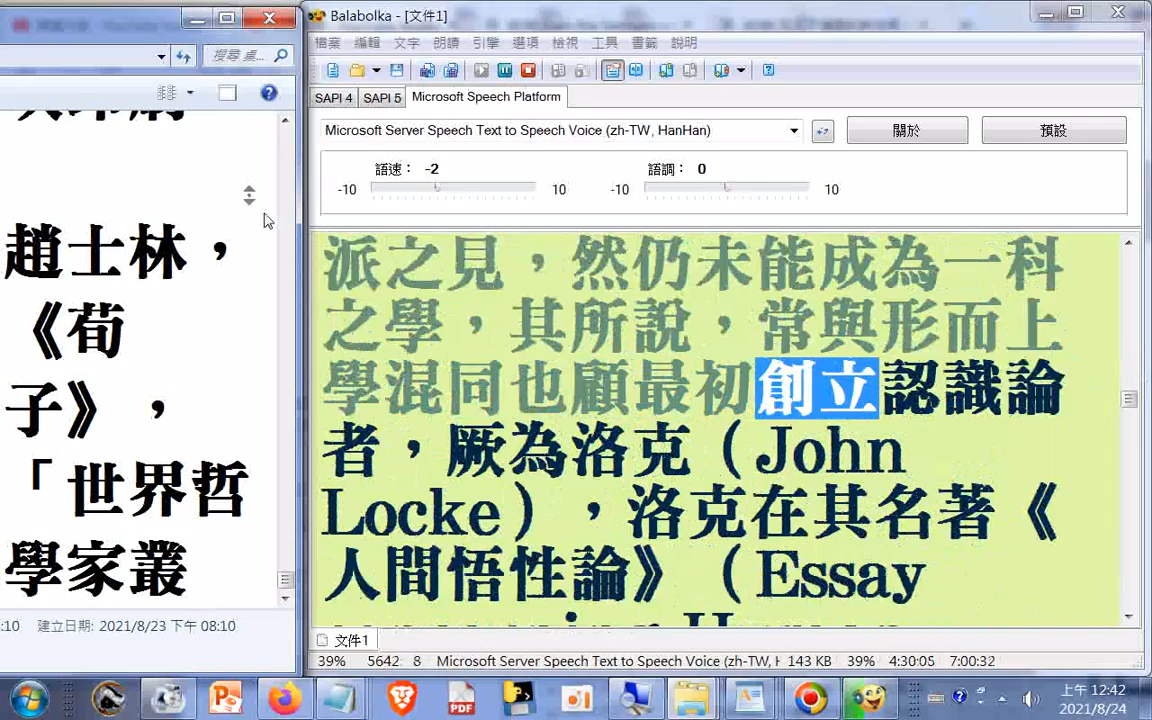 Balabolka - [文件1]
檔案 編輯 文字 朗讀 引擎 選項 檢視 工具 書籤 說明
搜尋 桌...
SAPI 4 SAPI 5 Microsoft Speech Platform
Microsoft Server Speech Text to Speech Voice (zh-TW, HanHan)
關於
預設
語速： -2
語調： 0
-10 10 -10 10
趙士林，
《荀
子》，
「世界哲
學家叢
:10 建立日期: 2021/8/23 下午 08:10
派之見，然仍未能成為一科
之學，其所說，常與形而上
學混同也顧最初創立認識論
者，厥為洛克（John
Locke），洛克在其名著《
人間悟性論》（Essay
文件1
39% 5642: 8 Microsoft Server Speech Text to Speech Voice (zh-TW, H 143 KB 39% 4:30:05 7:00:32
PDF
上午 12:42
2021/8/24